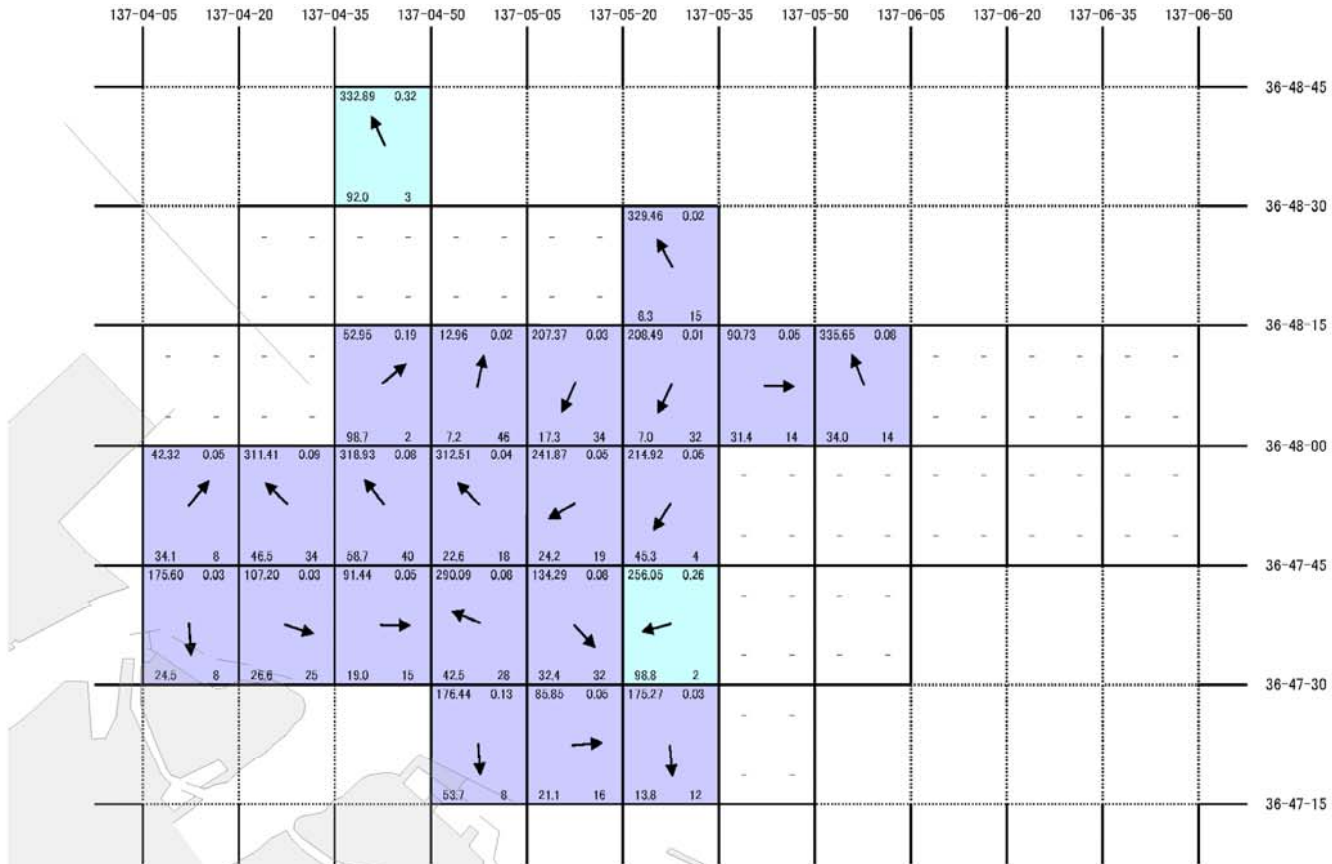 137-04-05 137-04-20 137-04-35 137-04-50 137-05-05 137-05-20 137-05-35 137-05-50 137-06-05 137-06-20 137-06-35 137-06-50
36-48-45
332.89 0.32
92.0 3
36-48-30
329.46 0.02
- - - - - - - -
- - - - - - - -
8.3 15
36-48-15
52.95 0.19 12.96 0.02 207.37 0.03 208.49 0.01 90.73 0.05 335.65 0.08
- - - - - - - - - -
- - - - - - - - - -
98.7 2 7.2 46 17.3 34 7.0 32 31.4 14 34.0 14
36-48-00
42.32 0.05 311.41 0.09 318.93 0.08 312.51 0.04 241.87 0.05 214.92 0.05
- - - - - - - - - -
- - - - - - - - - -
34.1 8 46.5 34 58.7 40 22.6 18 24.2 19 45.3 4
36-47-45
175.60 0.03 107.20 0.03 91.44 0.05 290.09 0.08 134.29 0.08 256.05 0.26
- - - -
- - - -
24.5 8 26.6 25 19.0 15 42.5 28 32.4 32 98.8 2
36-47-30
176.44 0.13 85.85 0.05 175.27 0.03
- -
- -
53.7 8 21.1 16 13.8 12
36-47-15